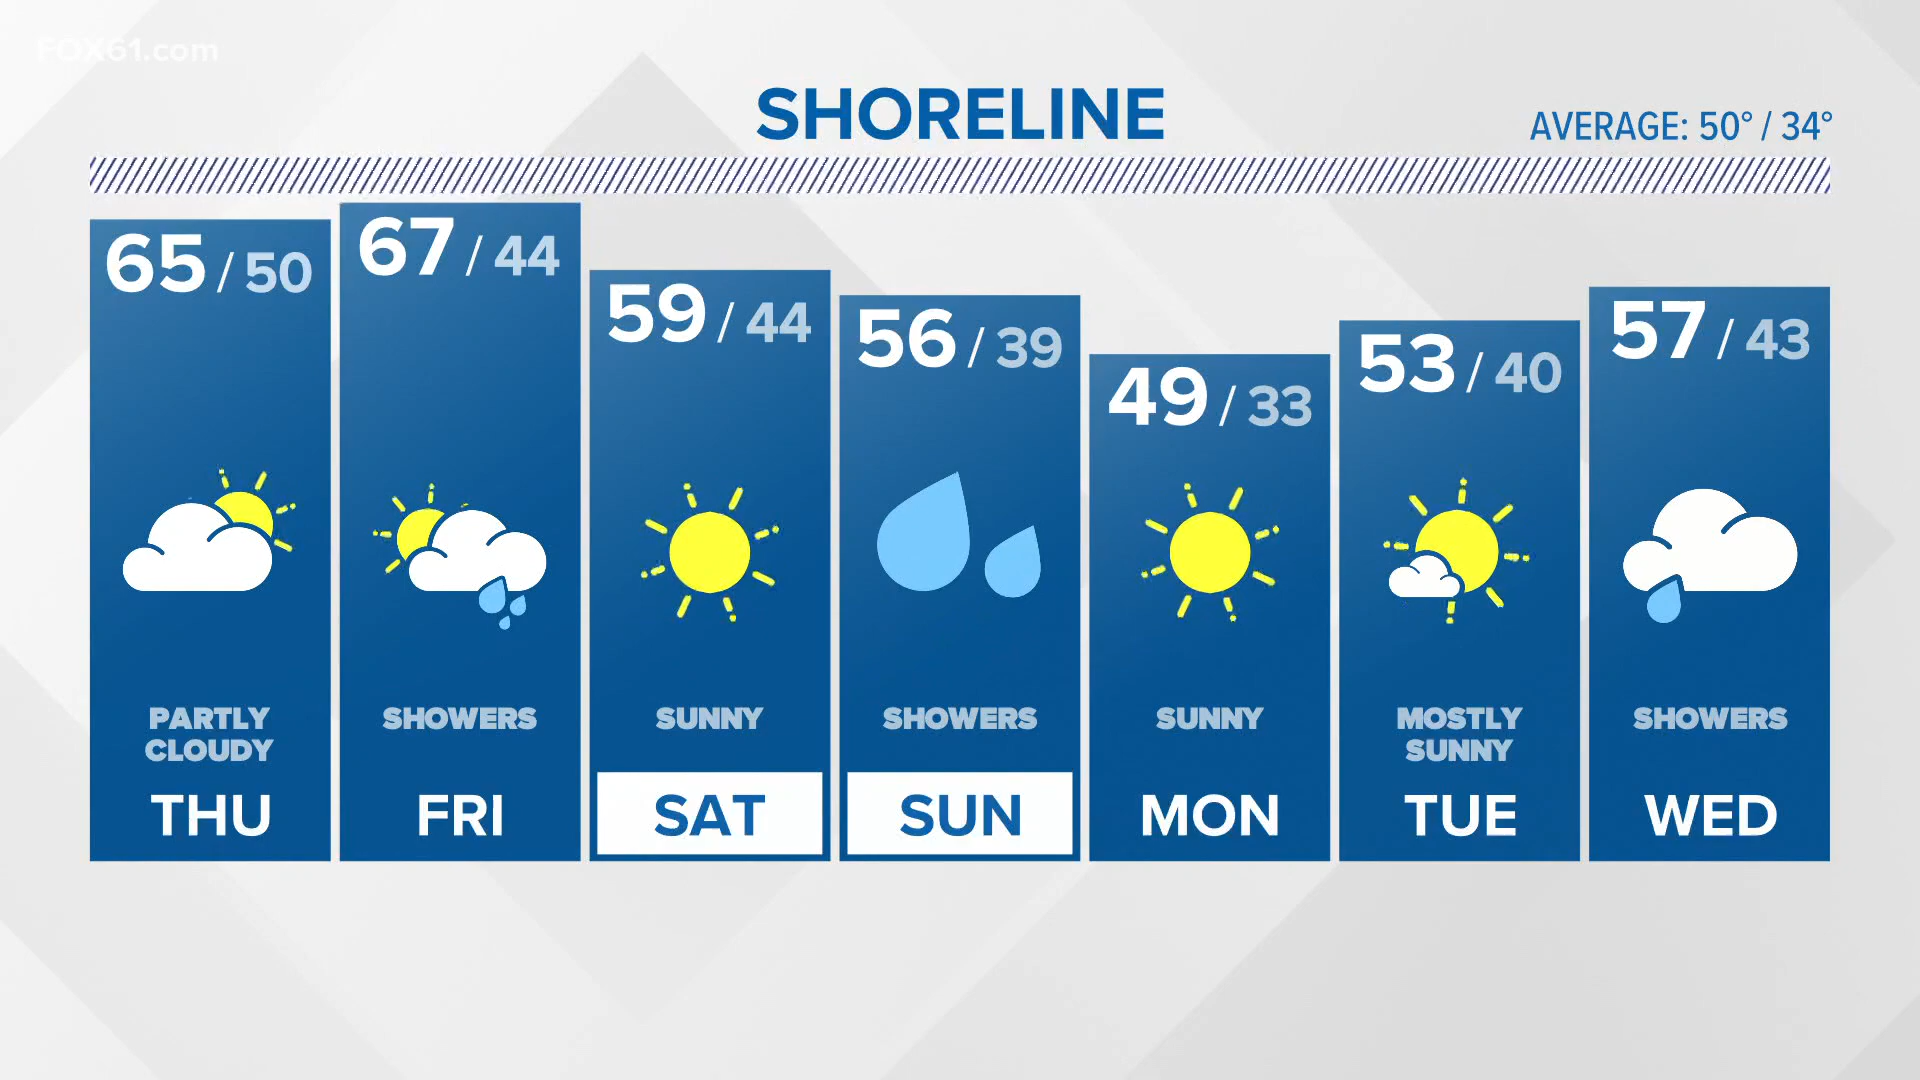 FOX61.com
SHORELINE
AVERAGE: 50° / 34°
65 / 50
67 / 44
59 / 44
56 / 39
49 / 33
53 / 40
57 / 43
PARTLY
CLOUDY
SHOWERS
SUNNY
SHOWERS
SUNNY
MOSTLY
SUNNY
SHOWERS
THU
FRI
SAT
SUN
MON
TUE
WED